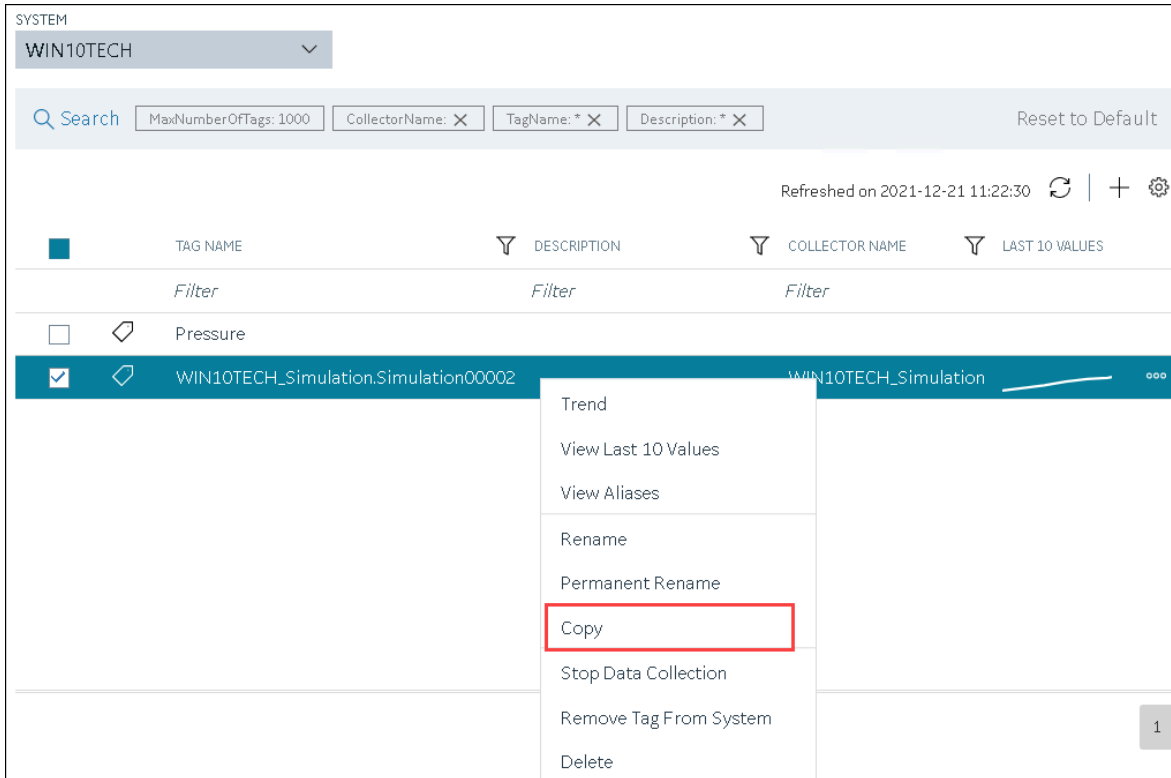 SYSTEM
WIN10TECH
Search MaxNumberOfTags: 1000 CollectorName: TagName: * Description: * Reset to Default
Refreshed on 2021-12-21 11:22:30
TAG NAME DESCRIPTION COLLECTOR NAME LAST 10 VALUES
Filter Filter Filter
Pressure
WIN10TECH_Simulation.Simulation00002 WIN10TECH_Simulation
Trend
View Last 10 Values
View Aliases
Rename
Permanent Rename
Copy
Stop Data Collection
Remove Tag From System
1
Delete